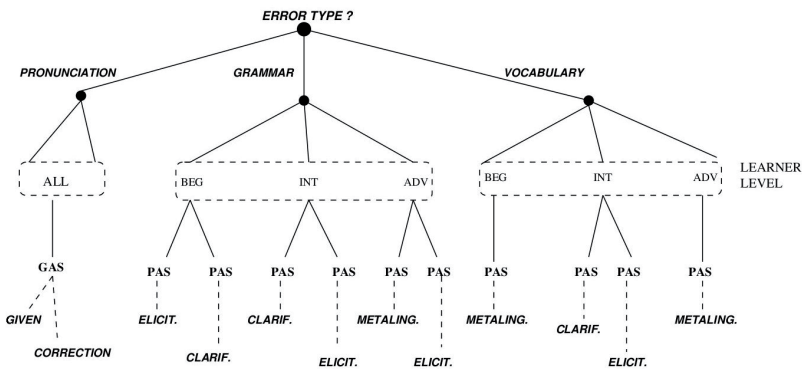 ERROR TYPE ?
PRONUNCIATION GRAMMAR VOCABULARY
ALL BEG INT ADV BEG INT ADV LEARNER
LEVEL
GAS PAS PAS PAS PAS PAS PAS PAS PAS PAS PAS
GIVEN ELICIT. CLARIF. METALING. METALING. CLARIF. METALING.
CORRECTION CLARIF. ELICIT. ELICIT. ELICIT.